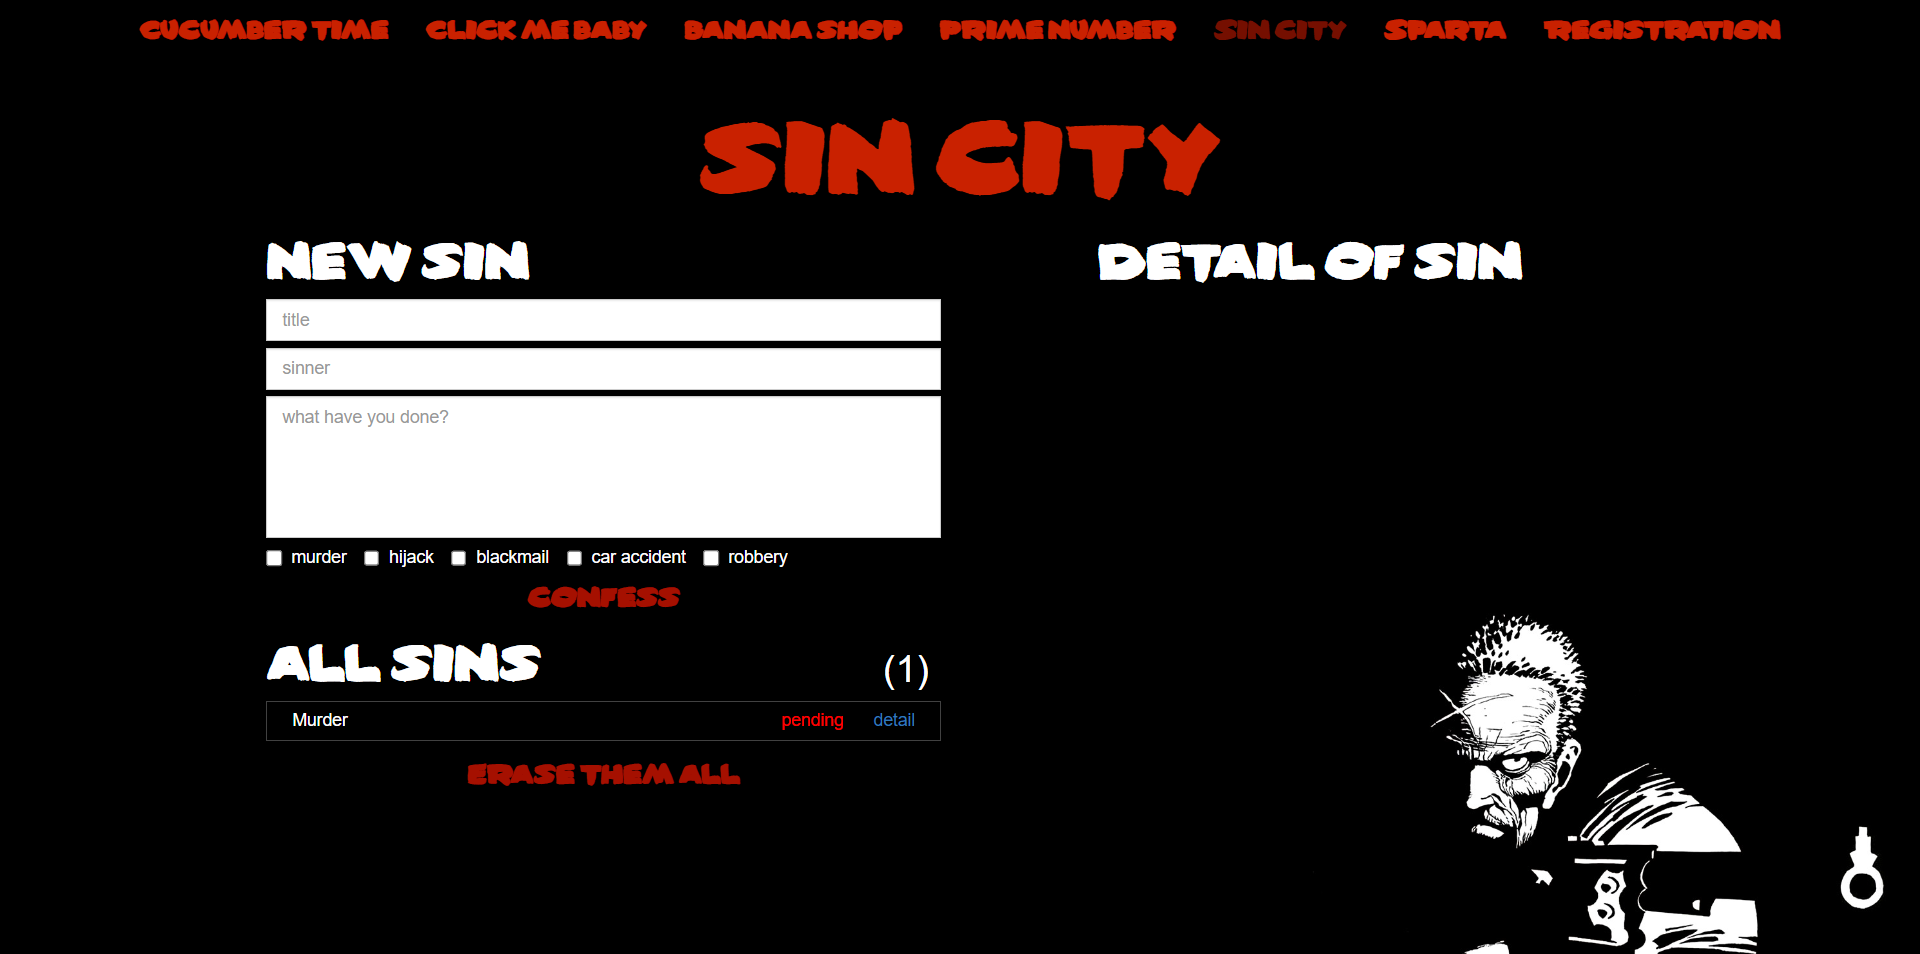 CUCUMBER TIME CLICK ME BABY BANANA SHOP PRIME NUMBER SIN CITY SPARTA REGISTRATION
SIN CITY
NEW SIN
title
sinner
what have you done?
murder hijack blackmail car accident robbery
CONFESS
ALL SINS (1)
Murder pending detail
ERASE THEM ALL
DETAIL OF SIN